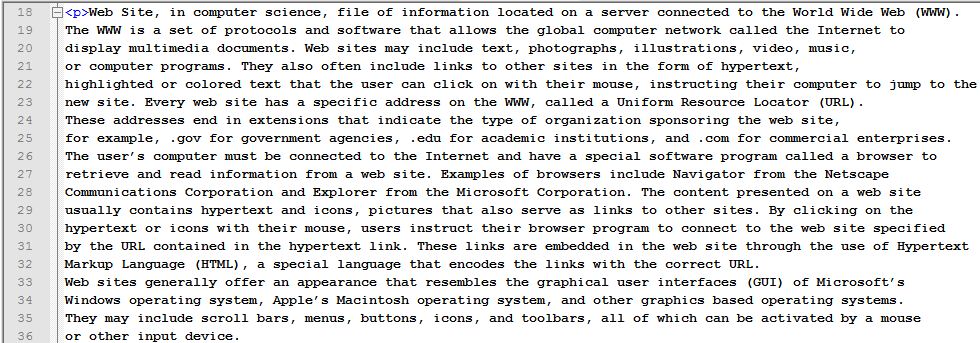 18 <p>Web Site, in computer science, file of information located on a server connected to the World Wide Web (WWW).
19 The WWW is a set of protocols and software that allows the global computer network called the Internet to
20 display multimedia documents. Web sites may include text, photographs, illustrations, video, music,
21 or computer programs. They also often include links to other sites in the form of hypertext,
22 highlighted or colored text that the user can click on with their mouse, instructing their computer to jump to the
23 new site. Every web site has a specific address on the WWW, called a Uniform Resource Locator (URL).
24 These addresses end in extensions that indicate the type of organization sponsoring the web site,
25 for example, .gov for government agencies, .edu for academic institutions, and .com for commercial enterprises.
26 The user’s computer must be connected to the Internet and have a special software program called a browser to
27 retrieve and read information from a web site. Examples of browsers include Navigator from the Netscape
28 Communications Corporation and Explorer from the Microsoft Corporation. The content presented on a web site
29 usually contains hypertext and icons, pictures that also serve as links to other sites. By clicking on the
30 hypertext or icons with their mouse, users instruct their browser program to connect to the web site specified
31 by the URL contained in the hypertext link. These links are embedded in the web site through the use of Hypertext
32 Markup Language (HTML), a special language that encodes the links with the correct URL.
33 Web sites generally offer an appearance that resembles the graphical user interfaces (GUI) of Microsoft’s
34 Windows operating system, Apple’s Macintosh operating system, and other graphics based operating systems.
35 They may include scroll bars, menus, buttons, icons, and toolbars, all of which can be activated by a mouse
36 or other input device.